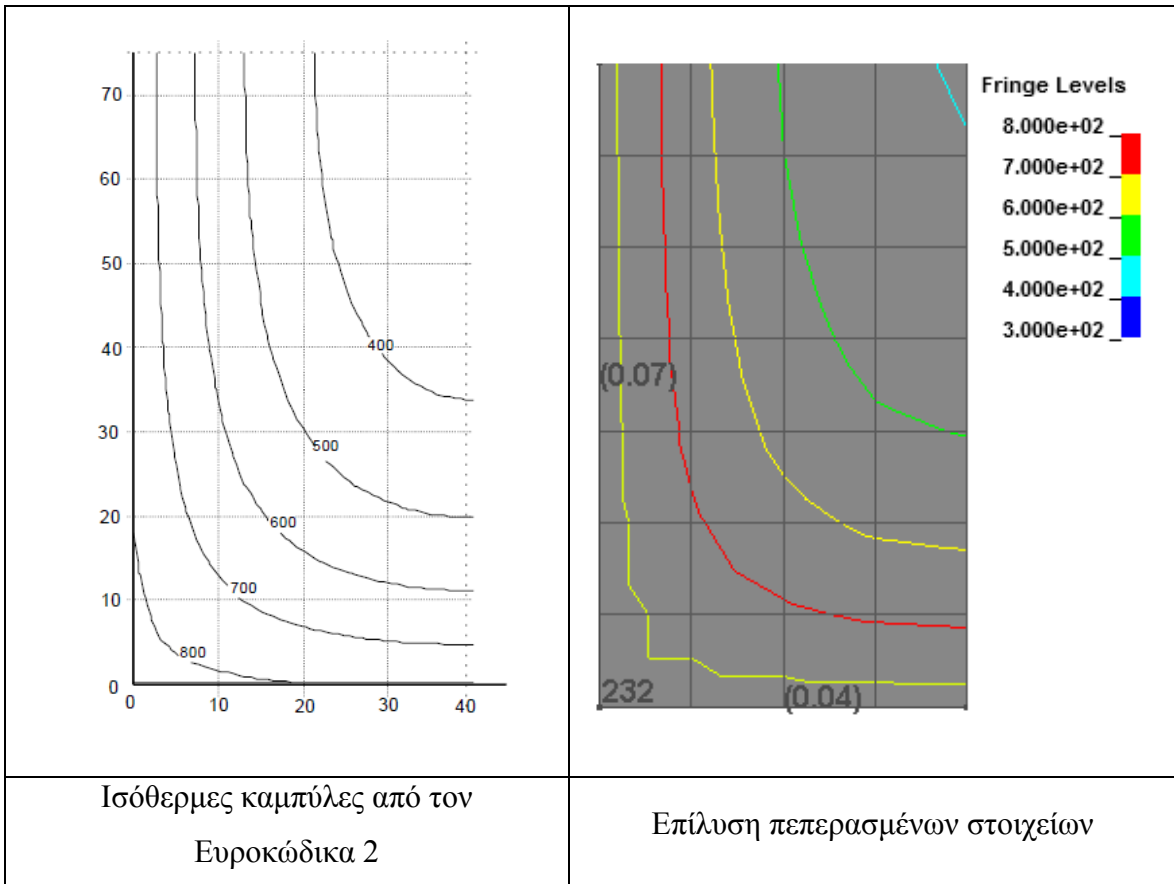 70
60
50
40
30
20
10
0
400
500
600
700
800
0
10
20
30
40
(0.07)
232
(0.04)
Fringe Levels
8.000e+02
7.000e+02
6.000e+02
5.000e+02
4.000e+02
3.000e+02
Ισόθερμες καμπύλες από τον
Ευροκώδικα 2
Επίλυση πεπερασμένων στοιχείων